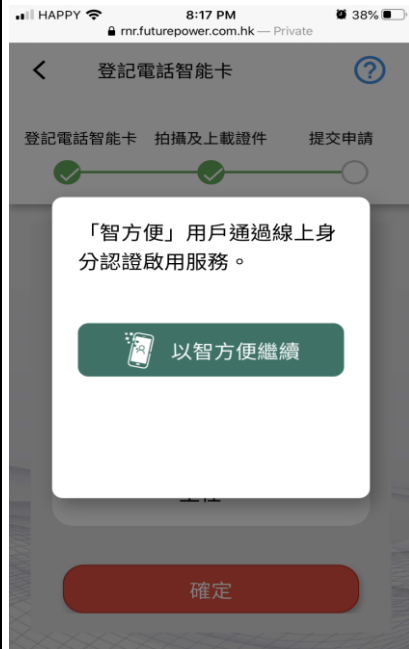 HAPPY 8:17 PM 38%
rnr.futurepower.com.hk — Private
登記電話智能卡 ?
登記電話智能卡 拍攝及上載證件 提交申請
「智方便」用戶通過線上身
分認證啟用服務。
以智方便繼續
確定